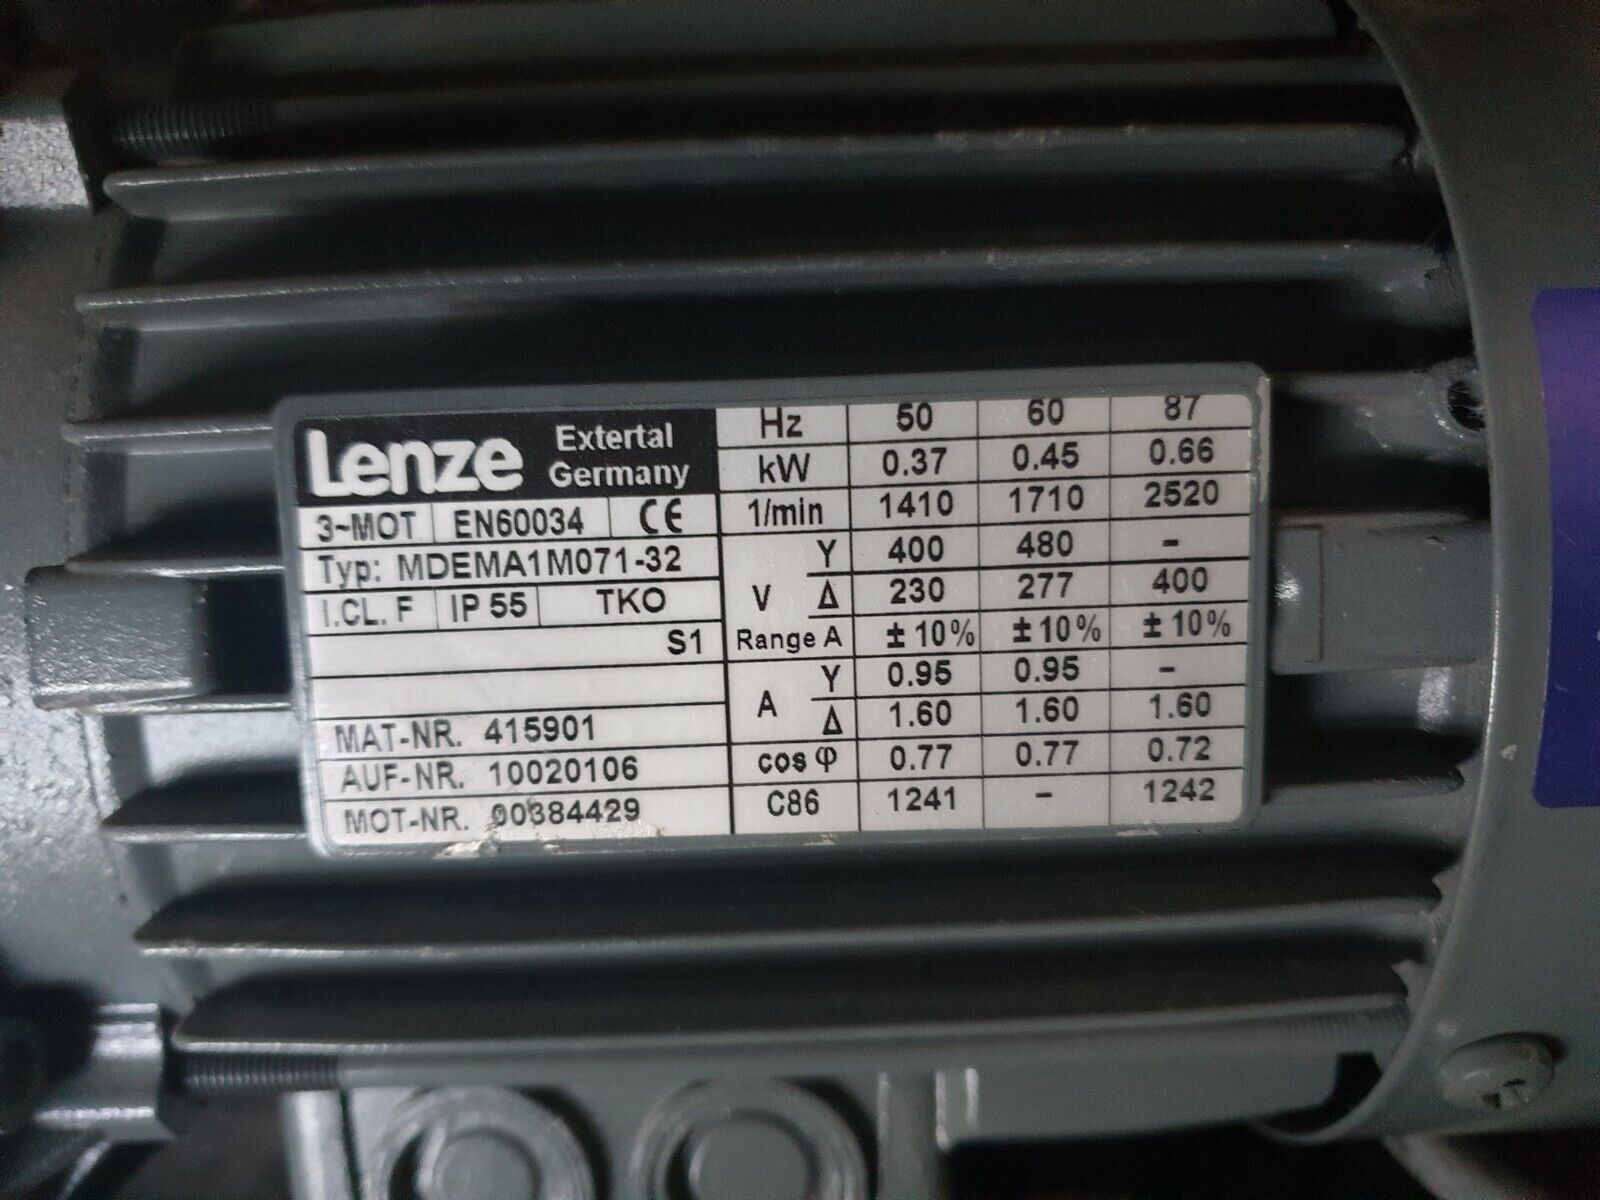 Lenze Extertal Germany
3~MOT EN60034 CE
Typ: MDEMA1M071-32
I.CL. F IP 55 TKO
S1
MAT-NR. 415901
AUF-NR. 10020106
MOT-NR. 00384429
Hz 50 60 87
kW 0.37 0.45 0.66
1/min 1410 1710 2520
V Y 400 480 -
Δ 230 277 400
Range A ±10% ±10% ±10%
A Y 0.95 0.95 -
Δ 1.60 1.60 1.60
cos φ 0.77 0.77 0.72
C86 1241 - 1242